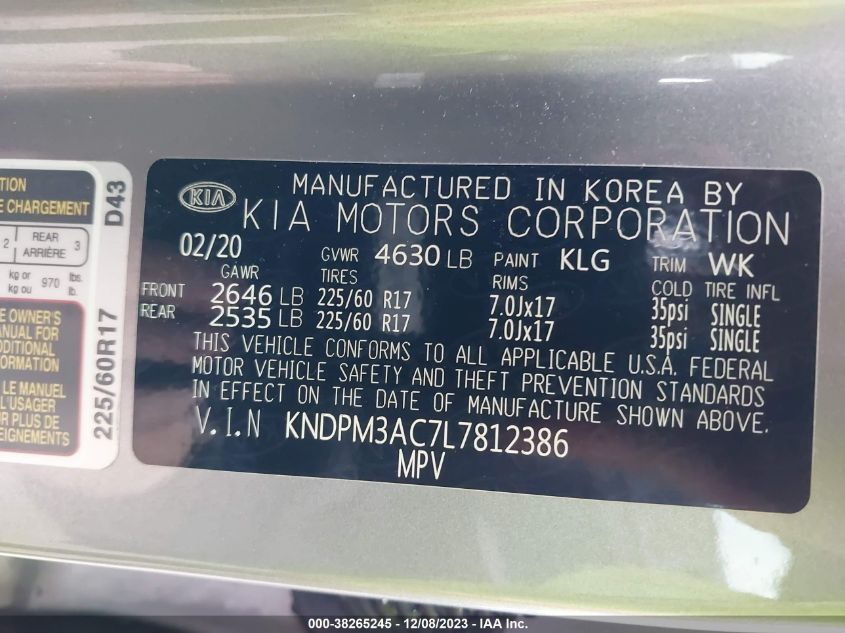 TION
E CHARGEMENT
2 REAR 3
ARRIÈRE
kg or 970 lbs.
kg ou lb.
E OWNER'S
ANUAL FOR
DDITIONAL
ORMATION
LE MANUEL
L'USAGER
R PLUS DE
EIGNEMENTS
225/60R17 D43
KIA
MANUFACTURED IN KOREA BY
KIA MOTORS CORPORATION
02/20 GVWR 4630 LB PAINT KLG TRIM WK
GAWR TIRES RIMS COLD TIRE INFL
FRONT 2646 LB 225/60 R17 7.0Jx17 35psi SINGLE
REAR 2535 LB 225/60 R17 7.0Jx17 35psi SINGLE
THIS VEHICLE CONFORMS TO ALL APPLICABLE U.S.A. FEDERAL
MOTOR VEHICLE SAFETY AND THEFT PREVENTION STANDARDS
IN EFFECT ON THE DATE OF MANUFACTURE SHOWN ABOVE.
V.I.N KNDPM3AC7L7812386
MPV
000-38265245 - 12/08/2023 - IAA Inc.